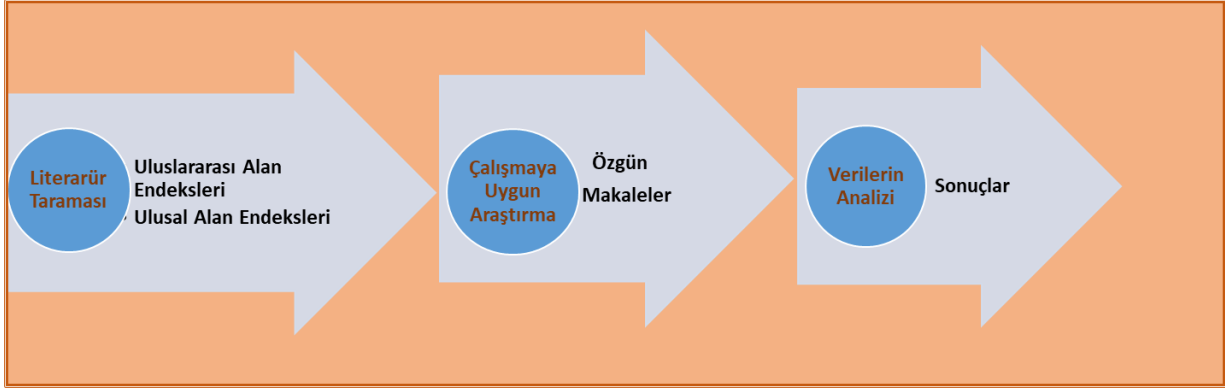 Literarür
Taraması
Uluslararası Alan
Endeksleri
Ulusal Alan Endeksleri
Çalışmaya
Uygun
Araştırma
Özgün
Makaleler
Verilerin
Analizi
Sonuçlar